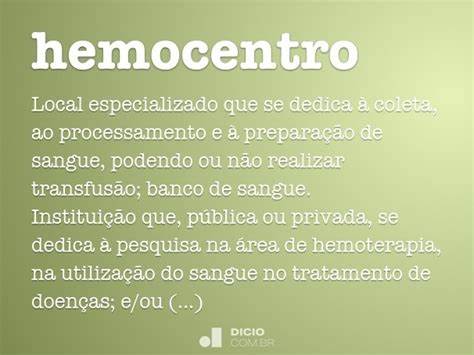 hemocentro
Local especializado que se dedica à coleta,
ao processamento e à preparação de
sangue, podendo ou não realizar
transfusão; banco de sangue.
Instituição que, pública ou privada, se
dedica à pesquisa na área de hemoterapia,
na utilização do sangue no tratamento de
doenças; e/ou (...)
DICIO
COM.BR